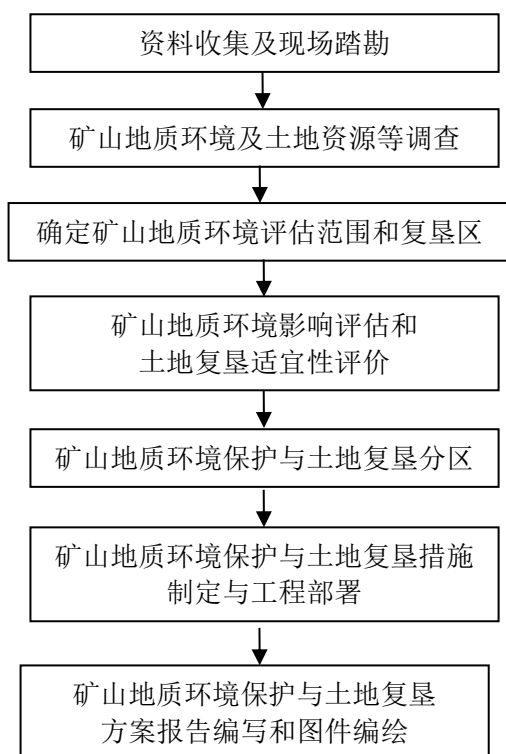 资料收集及现场踏勘
矿山地质环境及土地资源等调查
确定矿山地质环境评估范围和复垦区
矿山地质环境影响评估和
土地复垦适宜性评价
矿山地质环境保护与土地复垦分区
矿山地质环境保护与土地复垦措施
制定与工程部署
矿山地质环境保护与土地复垦
方案报告编写和图件编绘